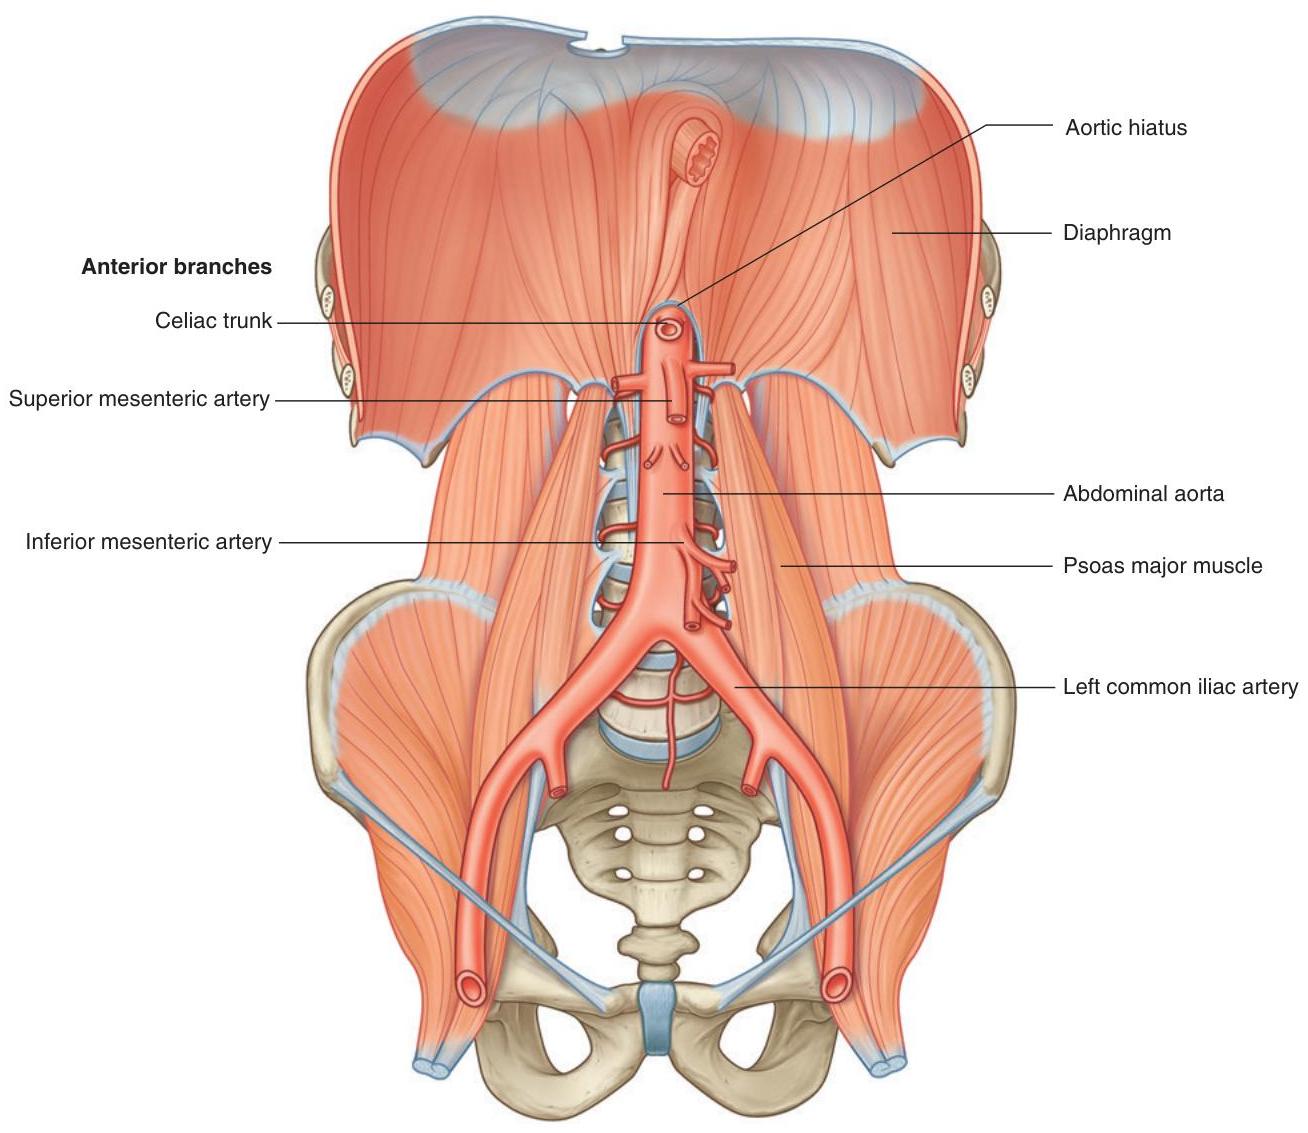 Aortic hiatus
Diaphragm
Anterior branches
Celiac trunk
Superior mesenteric artery
Abdominal aorta
Inferior mesenteric artery
Psoas major muscle
Left common iliac artery